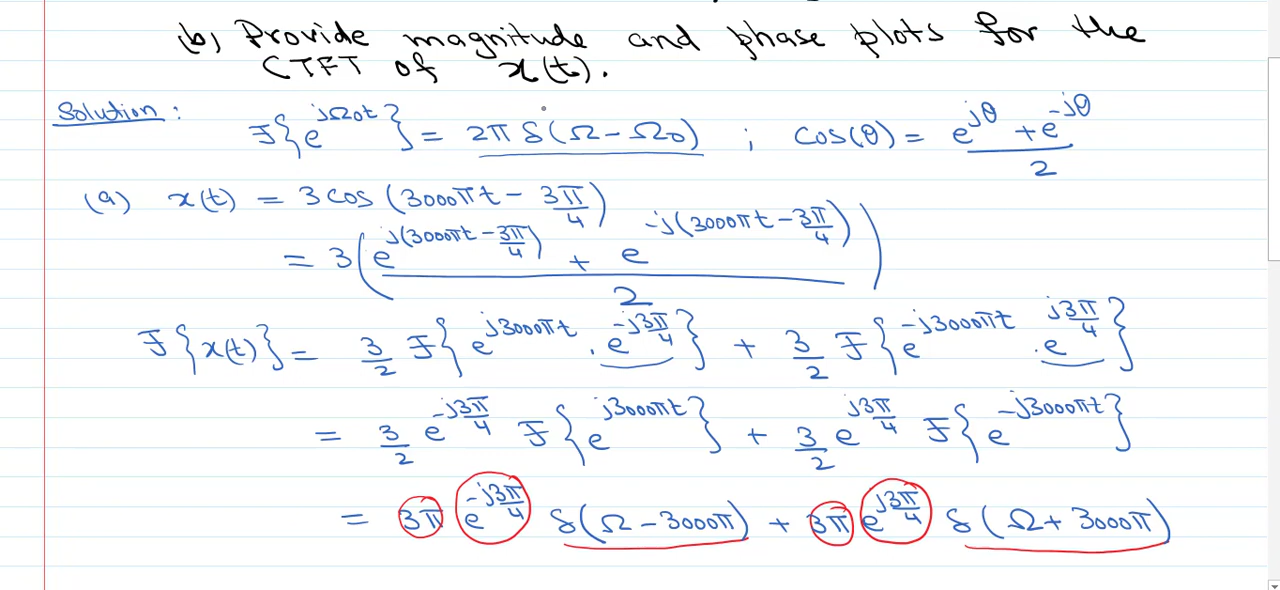 (b) Provide magnitude and phase plots for the
CTFT of x(t).
Solution:
F{e^{jΩ0t}} = 2π δ(Ω - Ω0) ; cos(θ) = (e^{jθ} + e^{-jθ})/2
(a) x(t) = 3 cos (3000πt - 3π/4)
= 3((e^{j(3000πt - 3π/4)} + e^{-j(3000πt - 3π/4)})/2)
F{x(t)} = 3/2 F{e^{j3000πt} . e^{-j3π/4}} + 3/2 F{e^{-j3000πt} . e^{j3π/4}}
= 3/2 e^{-j3π/4} F{e^{j3000πt}} + 3/2 e^{j3π/4} F{e^{-j3000πt}}
= 3π e^{-j3π/4} δ(Ω - 3000π) + 3π e^{j3π/4} δ(Ω + 3000π)